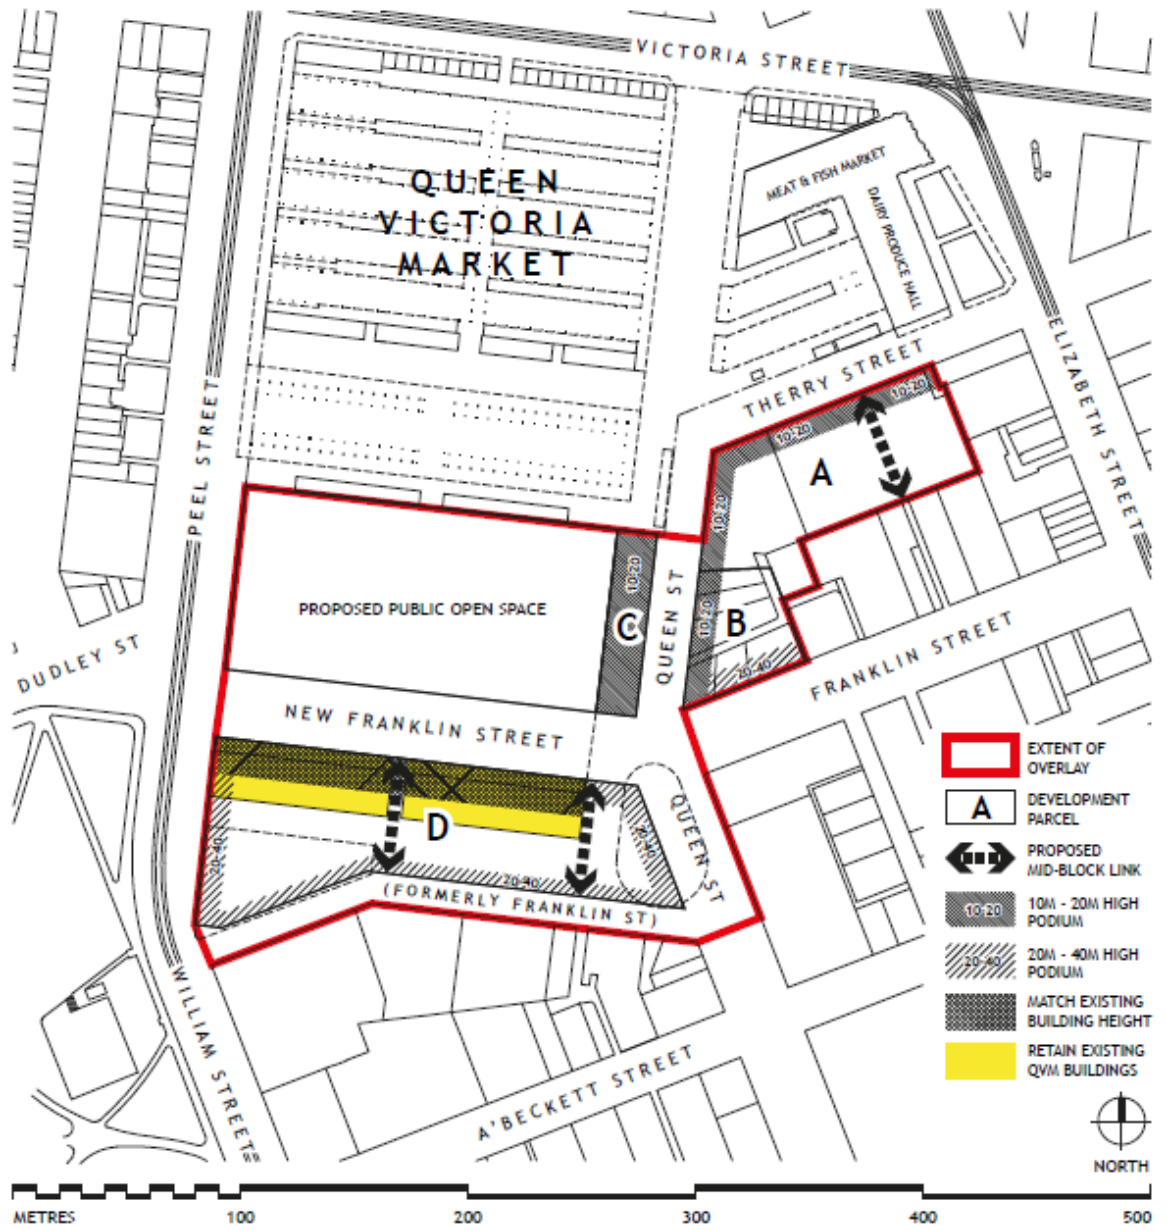 VICTORIA STREET
QUEEN
VICTORIA
MARKET
MEAT & FISH MARKET
DAIRY PRODUCE HALL
THERRY STREET
ELIZABETH STREET
PEEL STREET
10-20
10-20
A
10-20
10-20
C
10-20
B
20-40
QUEEN ST
PROPOSED PUBLIC OPEN SPACE
DUDLEY ST
FRANKLIN STREET
NEW FRANKLIN STREET
D
20-40
20-40
20-40
QUEEN ST
(FORMERLY FRANKLIN ST)
WILLIAM STREET
A'BECKETT STREET
EXTENT OF
OVERLAY
A
DEVELOPMENT
PARCEL
PROPOSED
MID-BLOCK LINK
10-20
10M - 20M HIGH
PODIUM
20-40
20M - 40M HIGH
PODIUM
MATCH EXISTING
BUILDING HEIGHT
RETAIN EXISTING
QVM BUILDINGS
NORTH
METRES
100
200
300
400
500